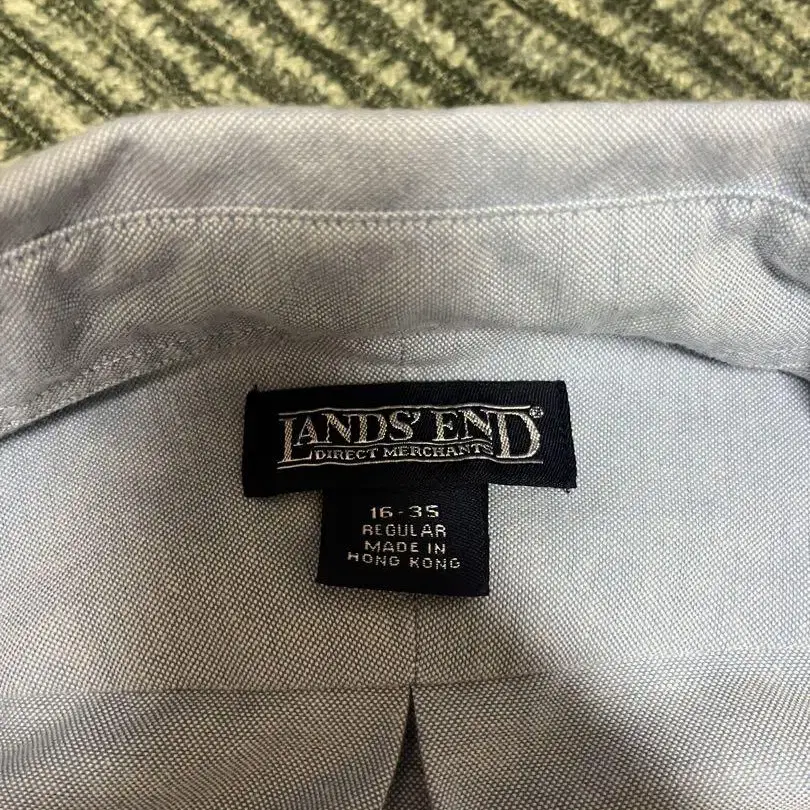 LANDS' END®
DIRECT MERCHANTS
16-35
REGULAR
MADE IN
HONG KONG